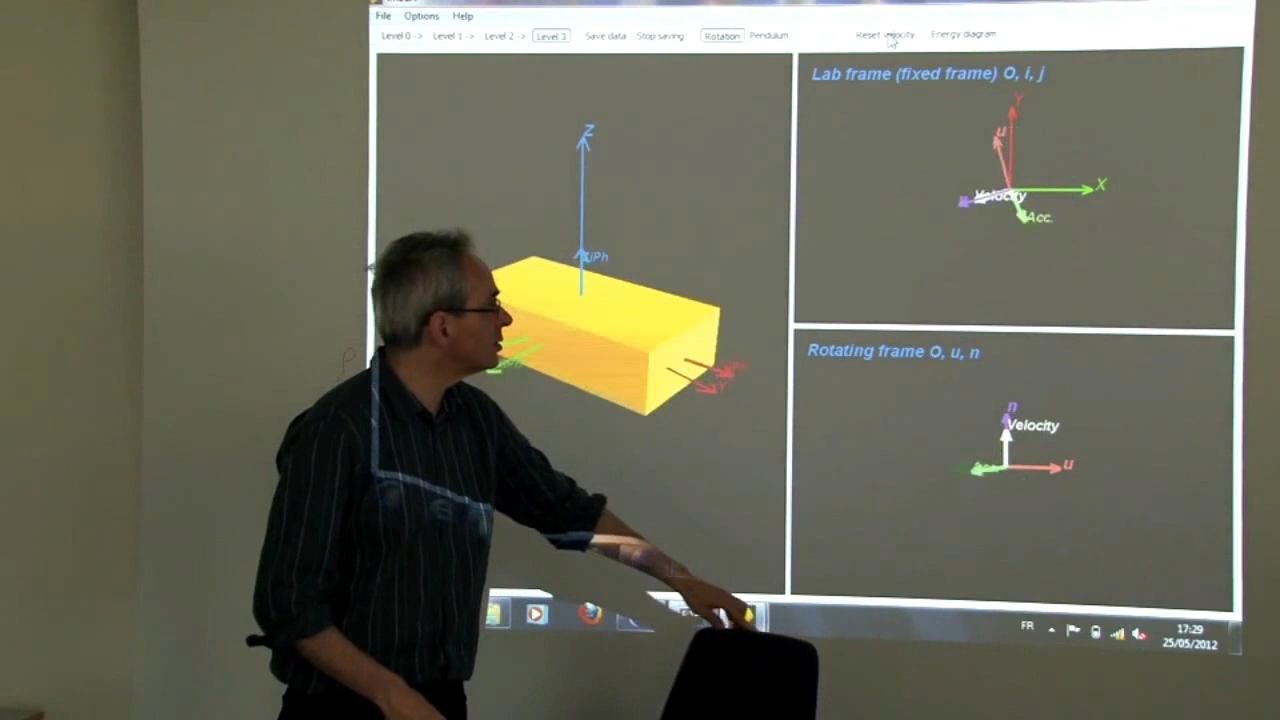 File Options Help
Level 0 -> Level 1 -> Level 2 -> Level 3 Save data Stop saving Rotation Pendulum Reset velocity Energy diagram
Lab frame (fixed frame) O, i, j
Z
Y
u
X
Velocity
Acc.
Rotating frame O, u, n
n
Velocity
u
FR
17:29
25/05/2012